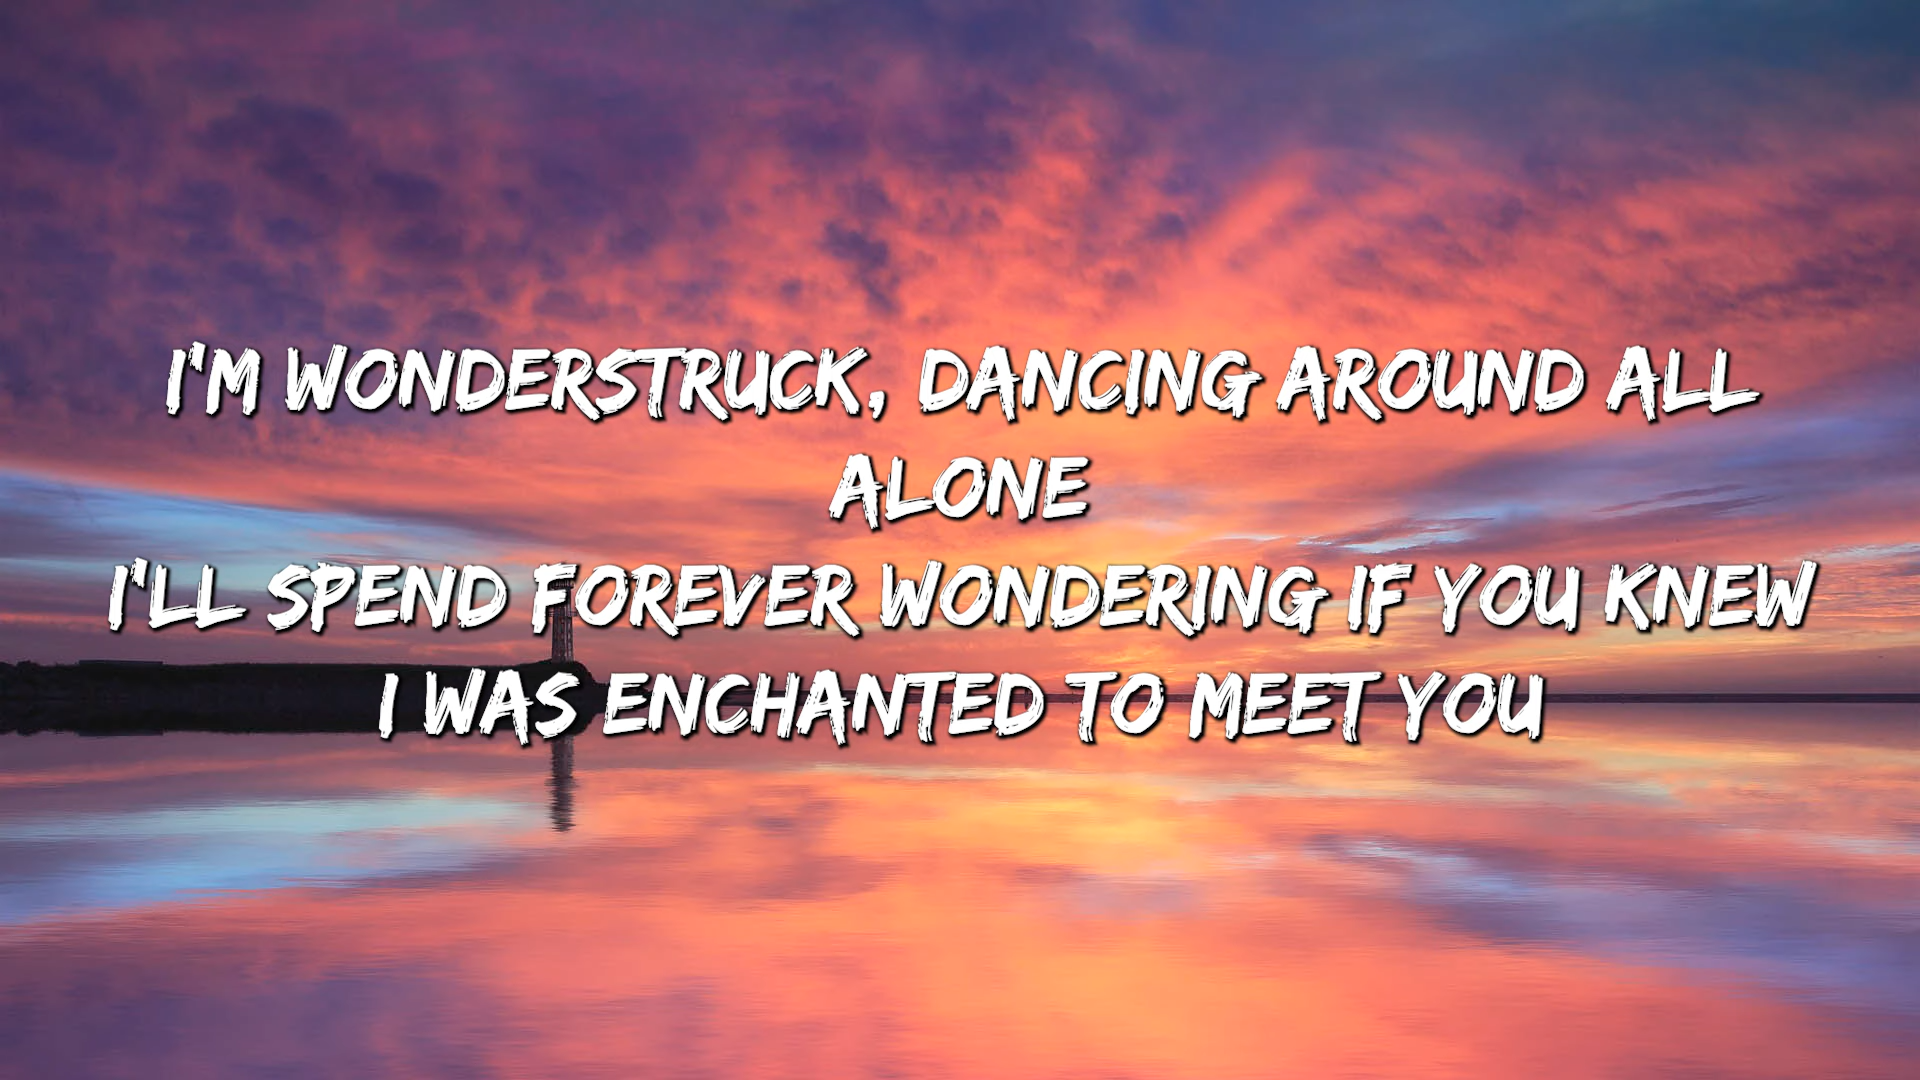 I'M WONDERSTRUCK, DANCING AROUND ALL
ALONE
I'LL SPEND FOREVER WONDERING IF YOU KNEW
I WAS ENCHANTED TO MEET YOU